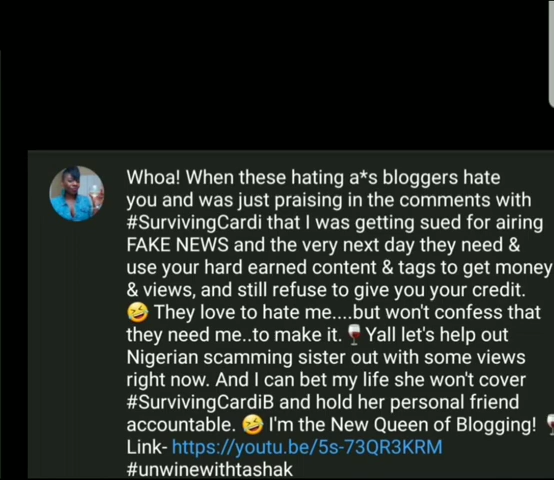 Whoa! When these hating a*s bloggers hate
you and was just praising in the comments with
#SurvivingCardi that I was getting sued for airing
FAKE NEWS and the very next day they need &
use your hard earned content & tags to get money
& views, and still refuse to give you your credit.
🤣 They love to hate me....but won't confess that
they need me..to make it.🍷Yall let's help out
Nigerian scamming sister out with some views
right now. And I can bet my life she won't cover
#SurvivingCardiB and hold her personal friend
accountable. 🤣 I'm the New Queen of Blogging! 🍷
Link- https://youtu.be/5s-73QR3KRM
#unwinewithtashak